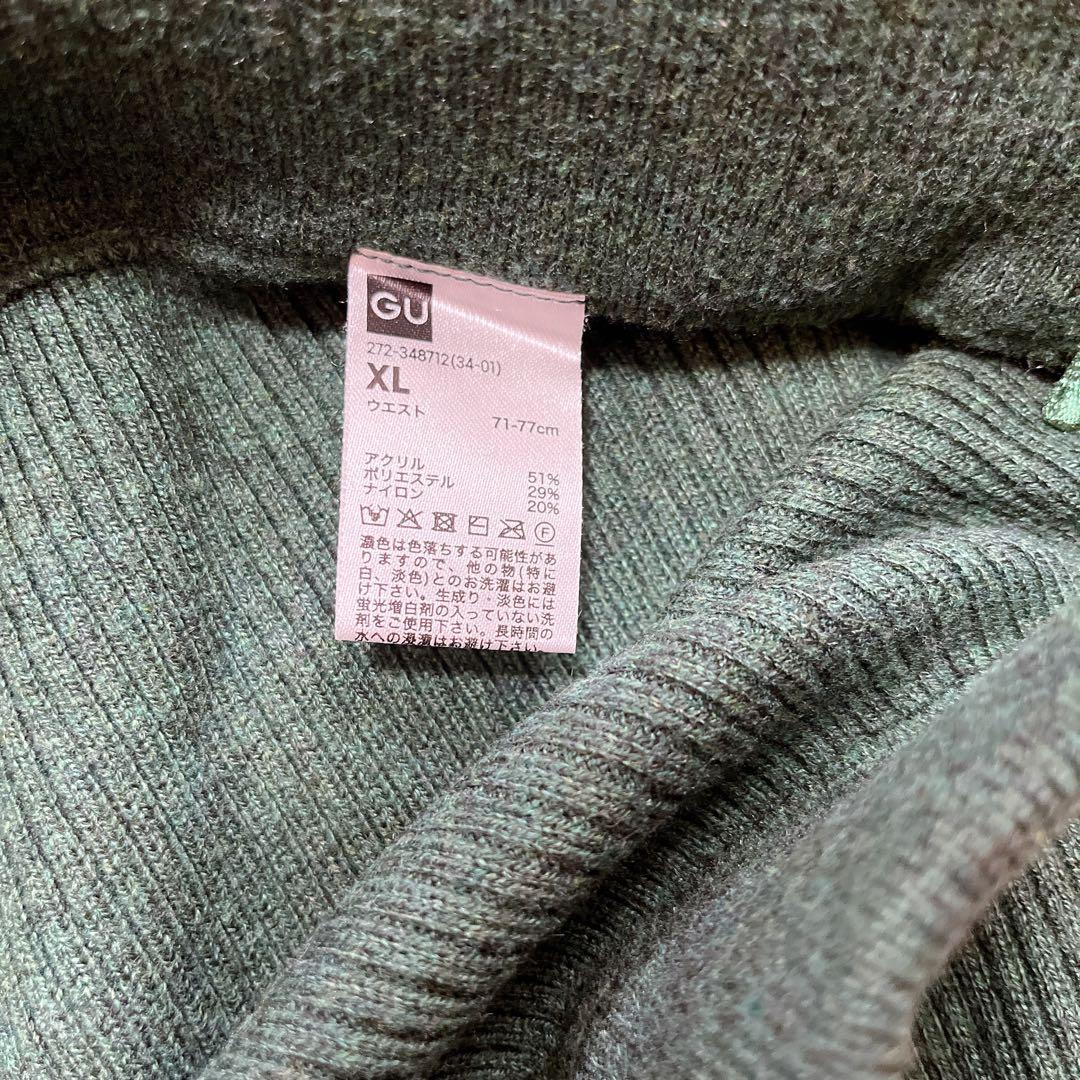 GU
272-348712(34-01)
XL
ウエスト 71-77cm
アクリル 51%
ポリエステル 29%
ナイロン 20%
F
濃色は色落ちする可能性があ
りますので、他の物(特に
白、淡色)とのお洗濯はお避
け下さい。生成り・淡色には
蛍光増白剤の入っていない洗
剤をご使用下さい。長時間の
水への浸漬はお避け下さい。